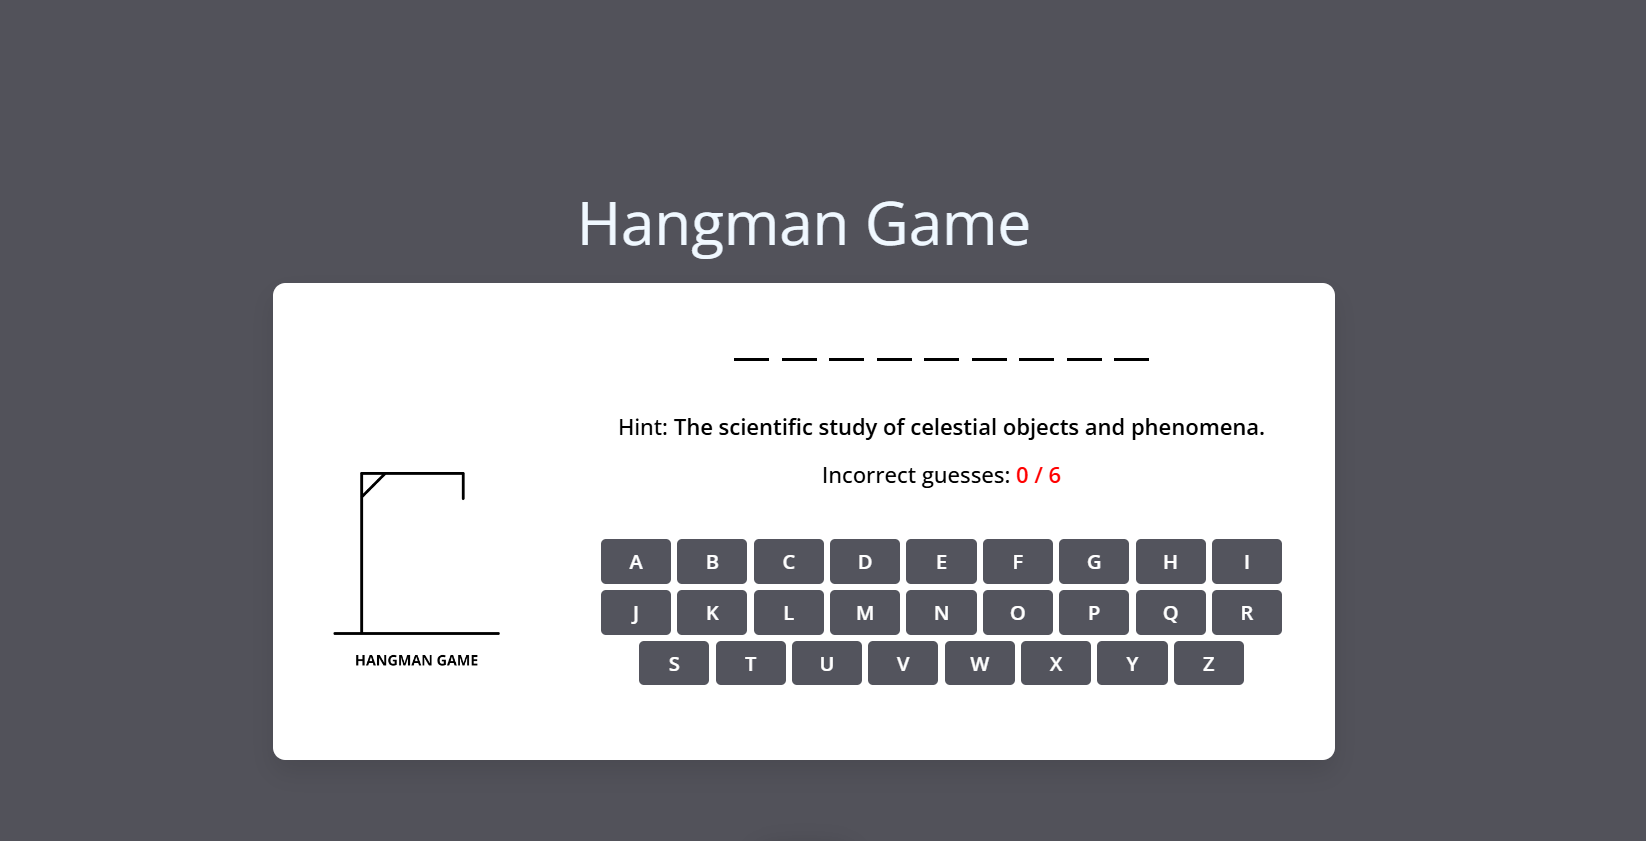 Hangman Game
Hint: The scientific study of celestial objects and phenomena.
Incorrect guesses: 0 / 6
A B C D E F G H I
J K L M N O P Q R
S T U V W X Y Z
HANGMAN GAME